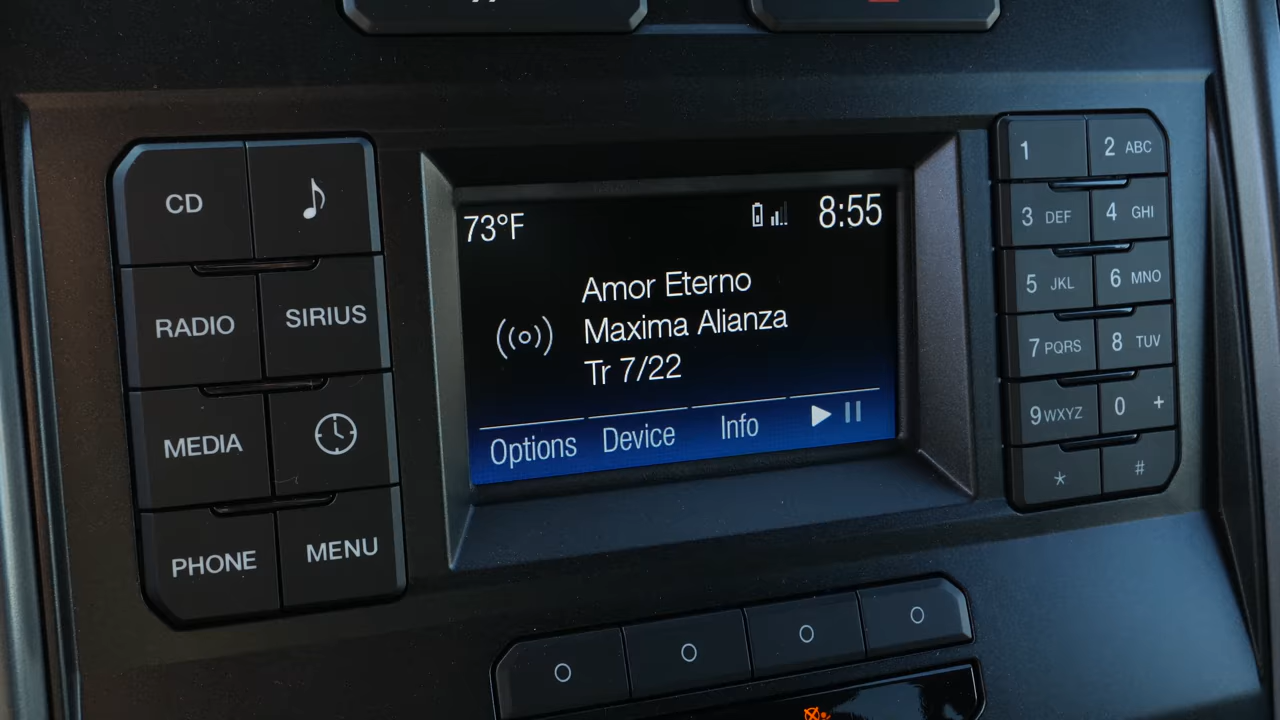 CD
RADIO SIRIUS
MEDIA
PHONE MENU
73°F 8:55
Amor Eterno
Maxima Alianza
Tr 7/22
Options Device Info
1 2 ABC
3 DEF 4 GHI
5 JKL 6 MNO
7 PQRS 8 TUV
9 WXYZ 0 +
* #